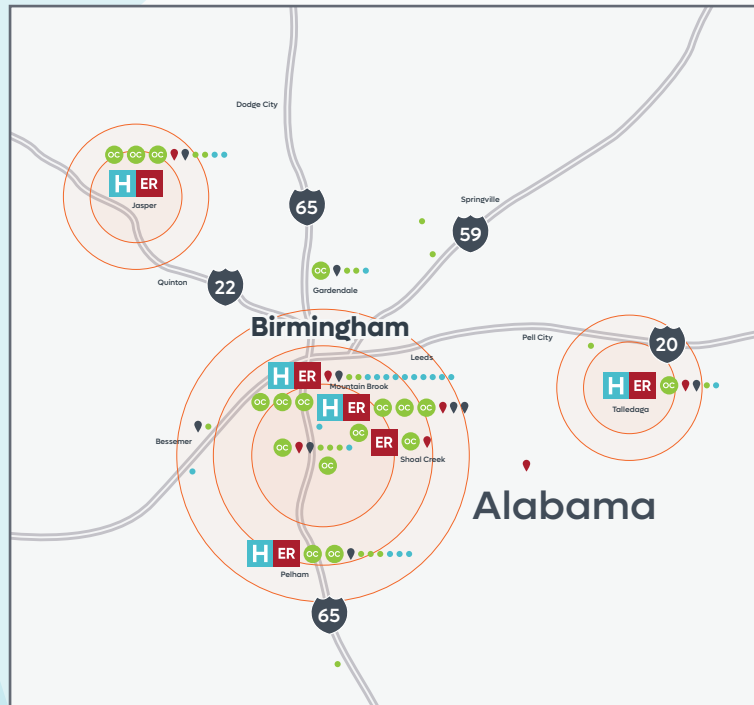 Dodge City
OC OC OC
H ER
Jasper
65
Springville
59
OC
Gardendale
Quinton
22
Birmingham
Pell City
20
Leeds
H ER
Mountain Brook
H ER OC
Talledaga
OC OC OC
H ER OC OC OC
Bessemer
OC
ER OC
OC
Shoal Creek
OC
Alabama
H ER OC OC
Pelham
65